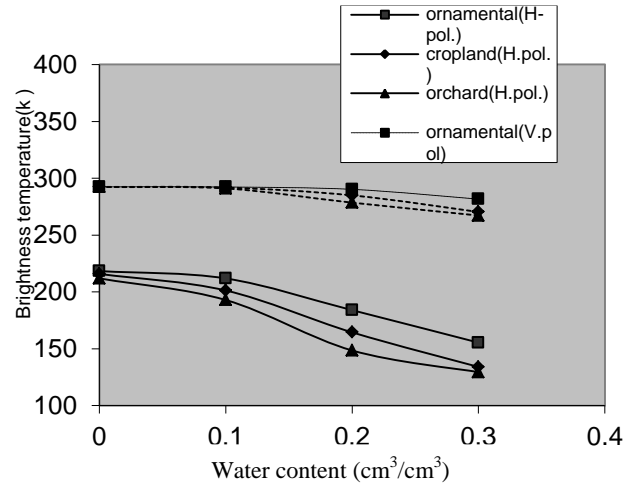 ornamental(H-
pol.)
cropland(H.pol.
)
orchard(H.pol.)
ornamental(V.p
ol)
400
350
300
250
200
150
100
Brightness temperature(k )
0 0.1 0.2 0.3 0.4
Water content (cm³/cm³)